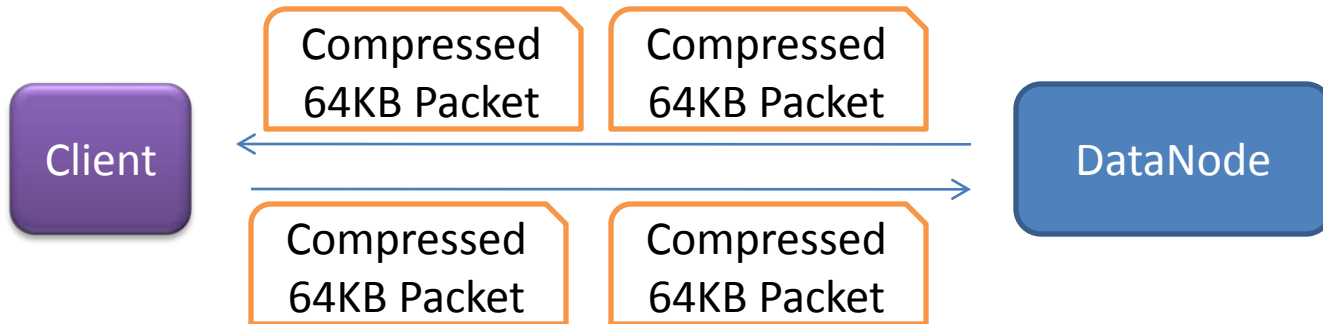 Compressed
64KB Packet
Compressed
64KB Packet
Client
DataNode
Compressed
64KB Packet
Compressed
64KB Packet